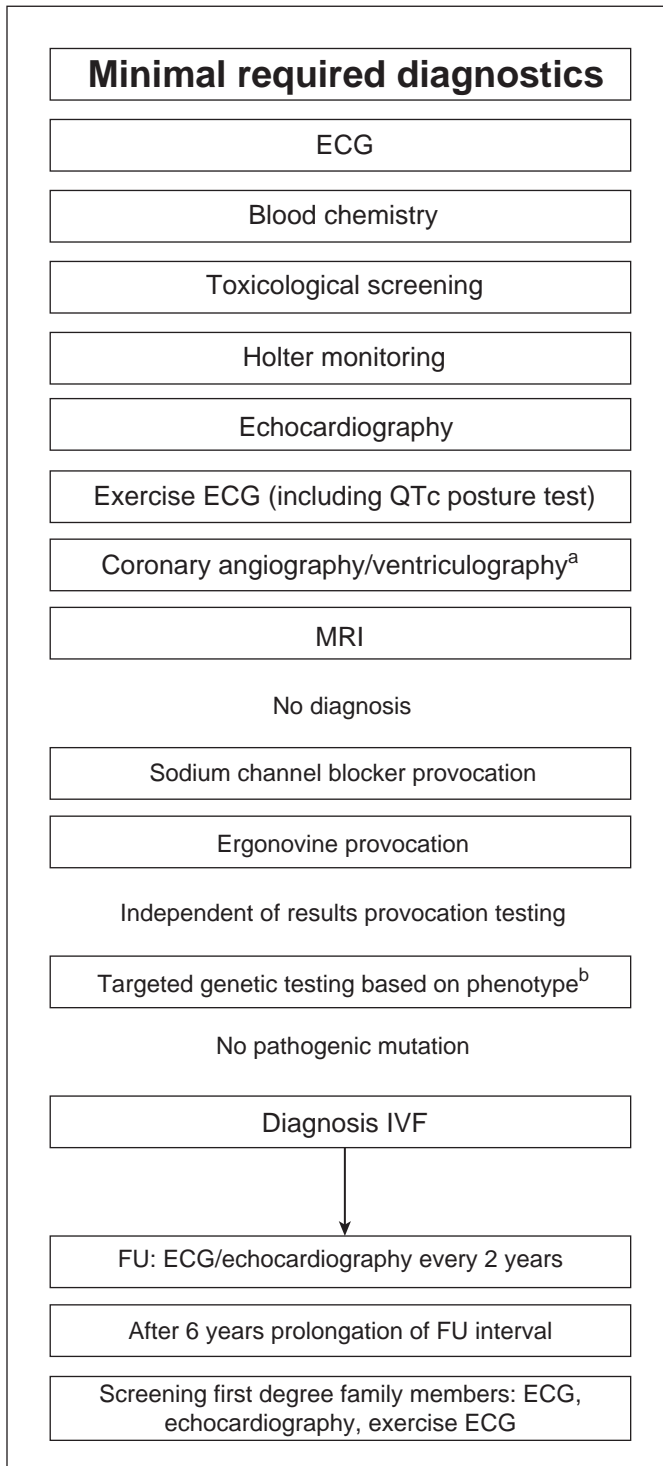 Minimal required diagnostics
ECG
Blood chemistry
Toxicological screening
Holter monitoring
Echocardiography
Exercise ECG (including QTc posture test)
Coronary angiography/ventriculographyᵃ
MRI
No diagnosis
Sodium channel blocker provocation
Ergonovine provocation
Independent of results provocation testing
Targeted genetic testing based on phenotypeᵇ
No pathogenic mutation
Diagnosis IVF
FU: ECG/echocardiography every 2 years
After 6 years prolongation of FU interval
Screening first degree family members: ECG,
echocardiography, exercise ECG